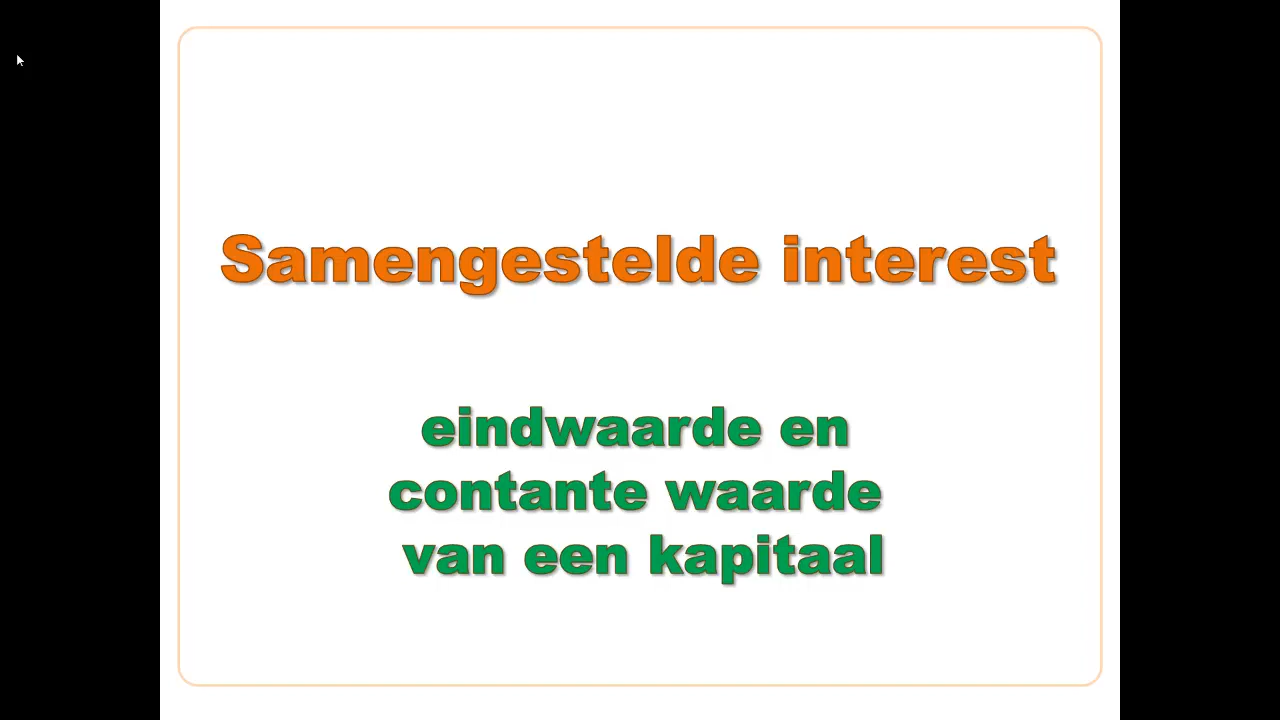 Samengestelde interest
eindwaarde en
contante waarde
van een kapitaal